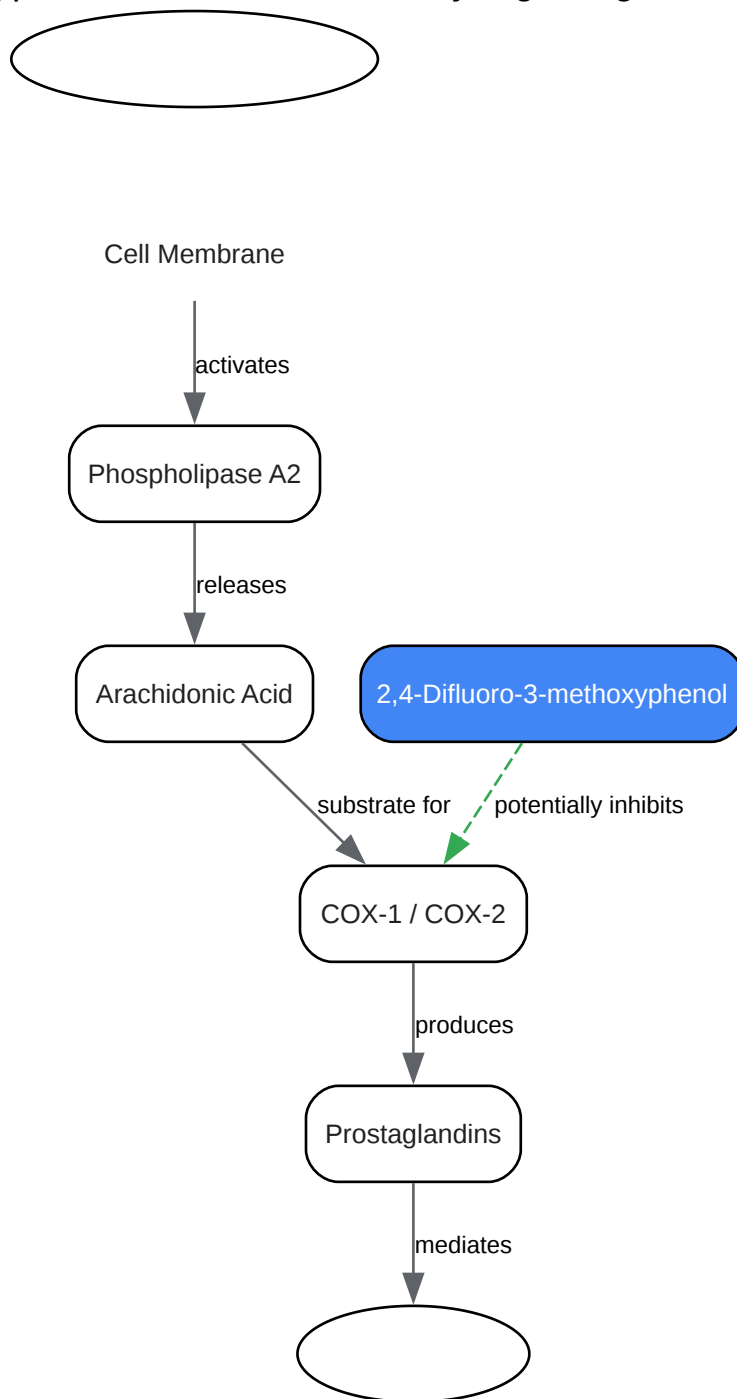 Cell Membrane
activates
Phospholipase A2
releases
Arachidonic Acid
2,4-Difluoro-3-methoxyphenol
substrate for
potentially inhibits
COX-1 / COX-2
produces
Prostaglandins
mediates